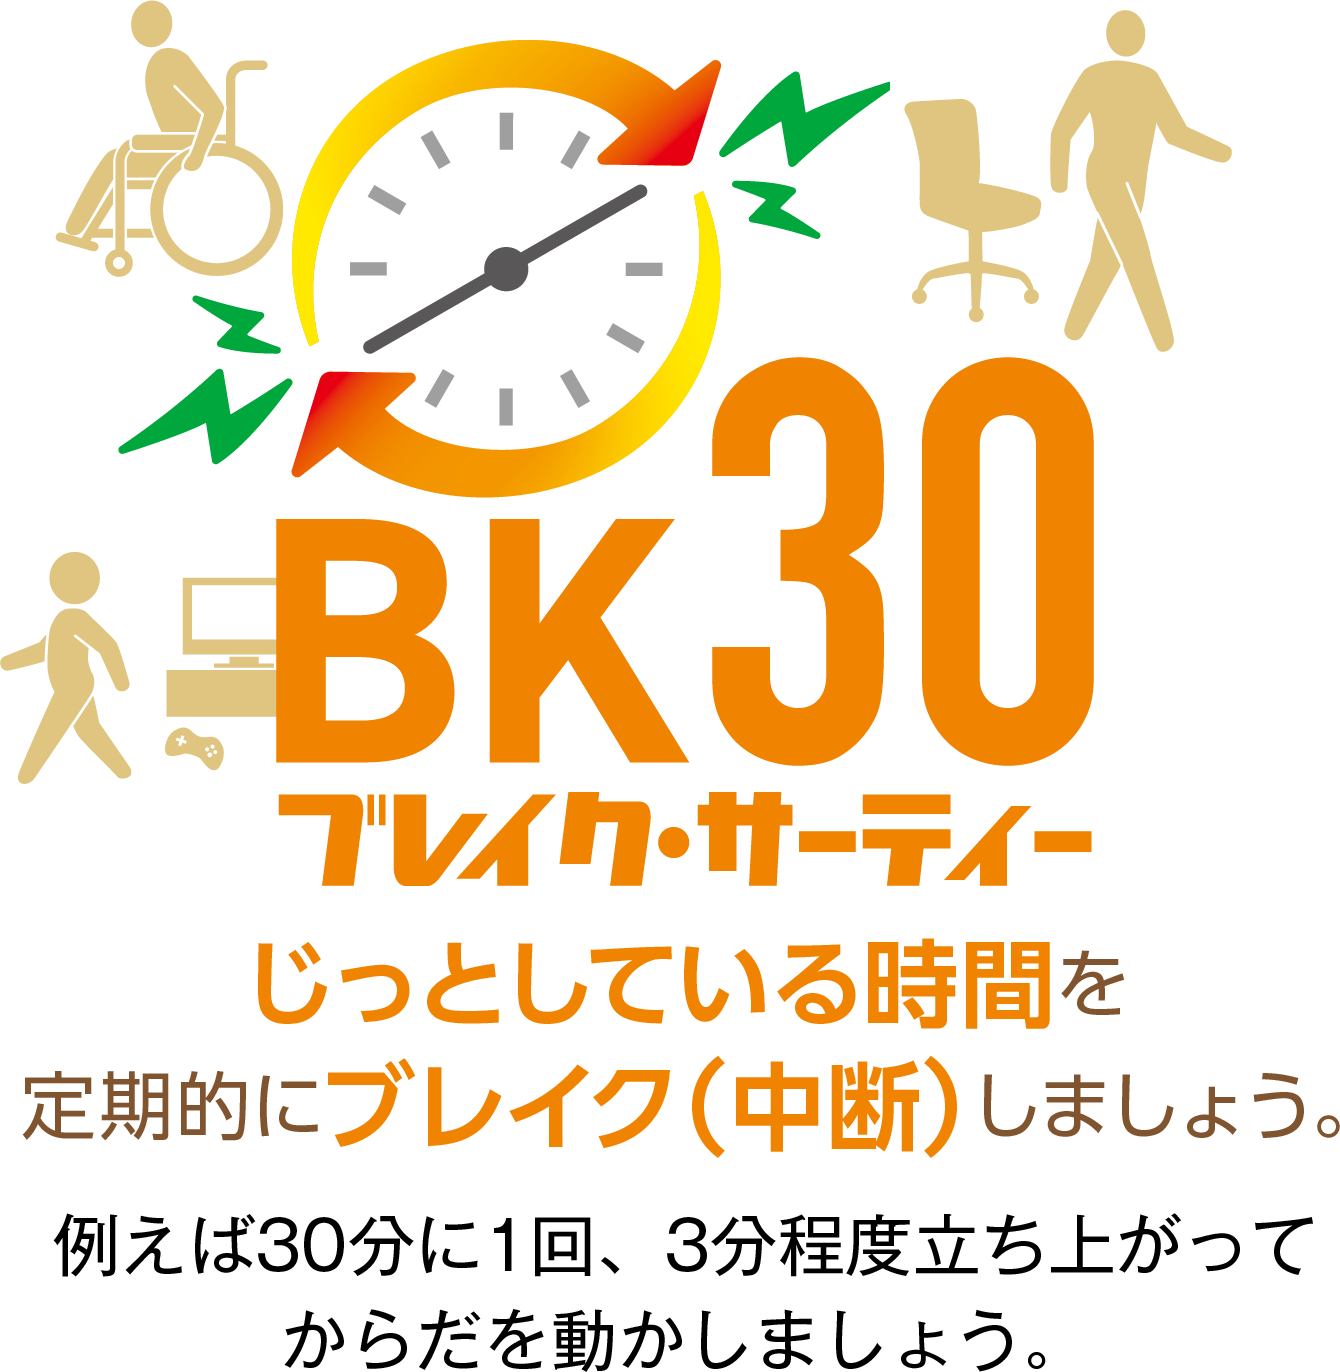 BK30
ブレイク・サーティー
じっとしている時間を
定期的にブレイク(中断)しましょう。
例えば30分に1回、3分程度立ち上がって
からだを動かしましょう。